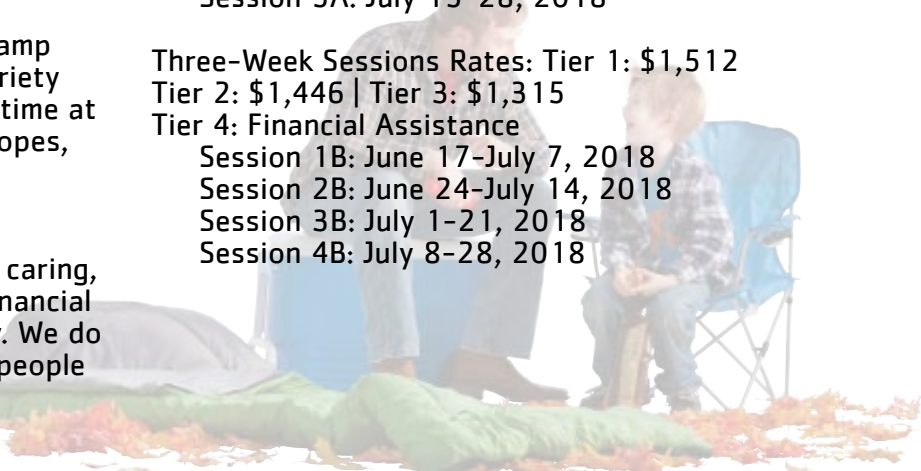 Session 3A: July 15-28, 2018
amp
riety
time at
opes,
caring,
nancial
. We do
people
Three-Week Sessions Rates: Tier 1: $1,512
Tier 2: $1,446 | Tier 3: $1,315
Tier 4: Financial Assistance
Session 1B: June 17-July 7, 2018
Session 2B: June 24-July 14, 2018
Session 3B: July 1-21, 2018
Session 4B: July 8-28, 2018